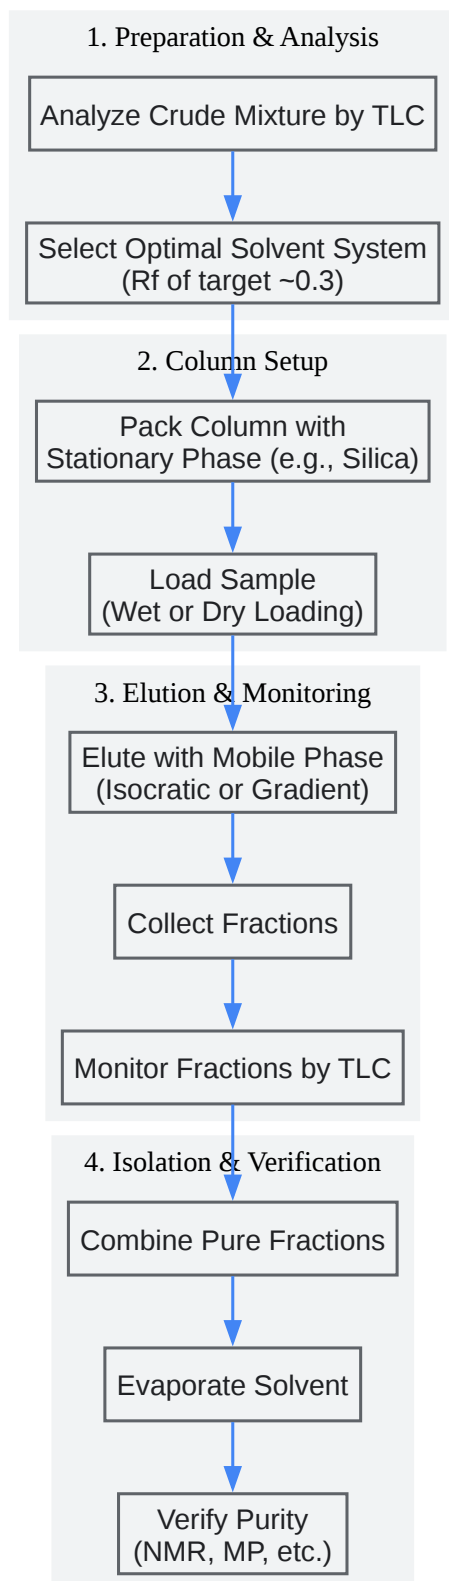 1. Preparation & Analysis
Analyze Crude Mixture by TLC
Select Optimal Solvent System
(Rf of target ~0.3)
2. Column Setup
Pack Column with
Stationary Phase (e.g., Silica)
Load Sample
(Wet or Dry Loading)
3. Elution & Monitoring
Elute with Mobile Phase
(Isocratic or Gradient)
Collect Fractions
Monitor Fractions by TLC
4. Isolation & Verification
Combine Pure Fractions
Evaporate Solvent
Verify Purity
(NMR, MP, etc.)